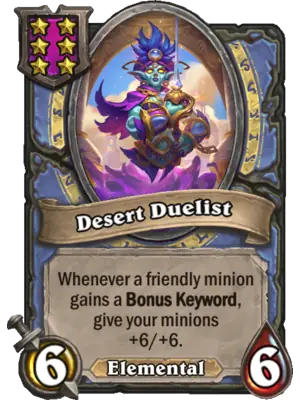 Desert Duelist
Whenever a friendly minion
gains a Bonus Keyword,
give your minions
+6/+6.
6
Elemental
6